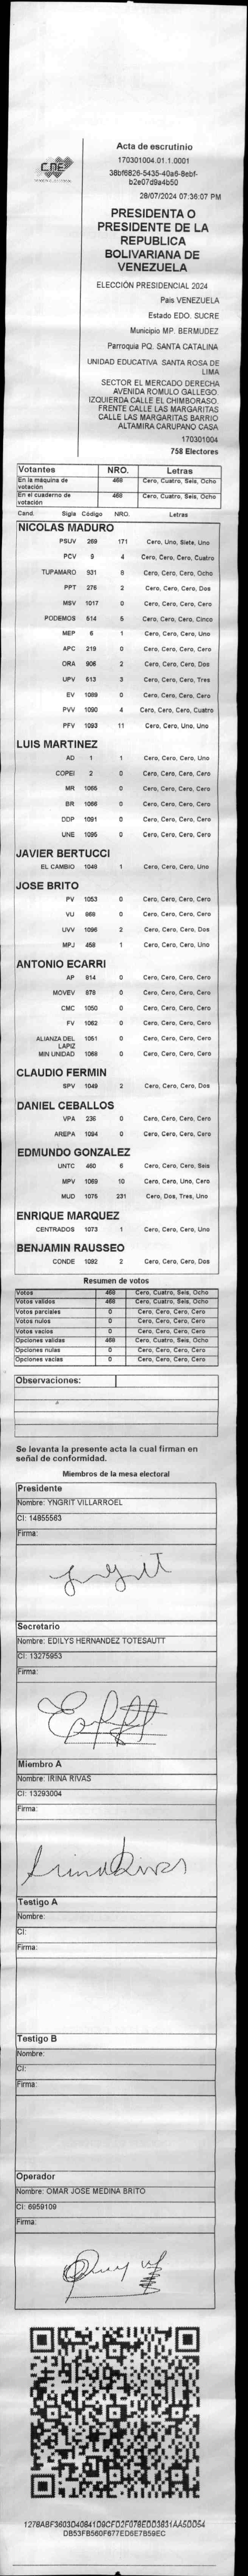 CNE
Acta de escrutinio
170301004.01.1.0001
38bf6826-5435-40a6-8ebf-
b2e07d9a4b50
28/07/2024 07:36:07 PM
PRESIDENTA O
PRESIDENTE DE LA
REPUBLICA
BOLIVARIANA DE
VENEZUELA
ELECCIÓN PRESIDENCIAL 2024
Pais VENEZUELA
Estado EDO. SUCRE
Municipio MP. BERMUDEZ
Parroquia PQ. SANTA CATALINA
UNIDAD EDUCATIVA SANTA ROSA DE
LIMA
SECTOR EL MERCADO DERECHA
AVENIDA ROMULO GALLEGO.
IZQUIERDA CALLE EL CHIMBORASO.
FRENTE CALLE LAS MARGARITAS
CALLE LAS MARGARITAS BARRIO
ALTAMIRA CARUPANO CASA
170301004
758 Electores
Votantes NRO. Letras
En la máquina de votación 468 Cero, Cuatro, Seis, Ocho
En el cuaderno de votación 468 Cero, Cuatro, Seis, Ocho
Cand. Sigla Código NRO. Letras
NICOLAS MADURO
PSUV 269 171 Cero, Uno, Siete, Uno
PCV 9 4 Cero, Cero, Cero, Cuatro
TUPAMARO 931 8 Cero, Cero, Cero, Ocho
PPT 276 2 Cero, Cero, Cero, Dos
MSV 1017 0 Cero, Cero, Cero, Cero
PODEMOS 514 5 Cero, Cero, Cero, Cinco
MEP 6 1 Cero, Cero, Cero, Uno
APC 219 0 Cero, Cero, Cero, Cero
ORA 906 2 Cero, Cero, Cero, Dos
UPV 513 3 Cero, Cero, Cero, Tres
EV 1089 0 Cero, Cero, Cero, Cero
PVV 1090 4 Cero, Cero, Cero, Cuatro
PFV 1093 11 Cero, Cero, Uno, Uno
LUIS MARTINEZ
AD 1 1 Cero, Cero, Cero, Uno
COPEI 2 0 Cero, Cero, Cero, Cero
MR 1065 0 Cero, Cero, Cero, Cero
BR 1066 0 Cero, Cero, Cero, Cero
DDP 1091 0 Cero, Cero, Cero, Cero
UNE 1095 0 Cero, Cero, Cero, Cero
JAVIER BERTUCCI
EL CAMBIO 1048 1 Cero, Cero, Cero, Uno
JOSE BRITO
PV 1053 0 Cero, Cero, Cero, Cero
VU 868 0 Cero, Cero, Cero, Cero
UVV 1096 2 Cero, Cero, Cero, Dos
MPJ 458 1 Cero, Cero, Cero, Uno
ANTONIO ECARRI
AP 814 0 Cero, Cero, Cero, Cero
MOVEV 878 0 Cero, Cero, Cero, Cero
CMC 1050 0 Cero, Cero, Cero, Cero
FV 1062 0 Cero, Cero, Cero, Cero
ALIANZA DEL LAPIZ 1051 0 Cero, Cero, Cero, Cero
MIN UNIDAD 1068 0 Cero, Cero, Cero, Cero
CLAUDIO FERMIN
SPV 1049 2 Cero, Cero, Cero, Dos
DANIEL CEBALLOS
VPA 236 0 Cero, Cero, Cero, Cero
AREPA 1094 0 Cero, Cero, Cero, Cero
EDMUNDO GONZALEZ
UNTC 460 6 Cero, Cero, Cero, Seis
MPV 1069 10 Cero, Cero, Uno, Cero
MUD 1075 231 Cero, Dos, Tres, Uno
ENRIQUE MARQUEZ
CENTRADOS 1073 1 Cero, Cero, Cero, Uno
BENJAMIN RAUSSEO
CONDE 1092 2 Cero, Cero, Cero, Dos
Resumen de votos
Votos 468 Cero, Cuatro, Seis, Ocho
Votos validos 468 Cero, Cuatro, Seis, Ocho
Votos parciales 0 Cero, Cero, Cero, Cero
Votos nulos 0 Cero, Cero, Cero, Cero
Votos vacios 0 Cero, Cero, Cero, Cero
Opciones validas 468 Cero, Cuatro, Seis, Ocho
Opciones nulas 0 Cero, Cero, Cero, Cero
Opciones vacias 0 Cero, Cero, Cero, Cero
Observaciones:
Se levanta la presente acta la cual firman en
señal de conformidad.
Miembros de la mesa electoral
Presidente
Nombre: YNGRIT VILLARROEL
CI: 14855563
Firma:
Secretario
Nombre: EDILYS HERNANDEZ TOTESAUTT
CI: 13275953
Firma:
Miembro A
Nombre: IRINA RIVAS
CI: 13293004
Firma:
Testigo A
Nombre:
CI:
Firma:
Testigo B
Nombre:
CI:
Firma:
Operador
Nombre: OMAR JOSE MEDINA BRITO
CI: 6959109
Firma:
1278ABF3603D40841D9CFD2F078EDD3831AA5DD54
DB53FB560F677ED6E7B59EC